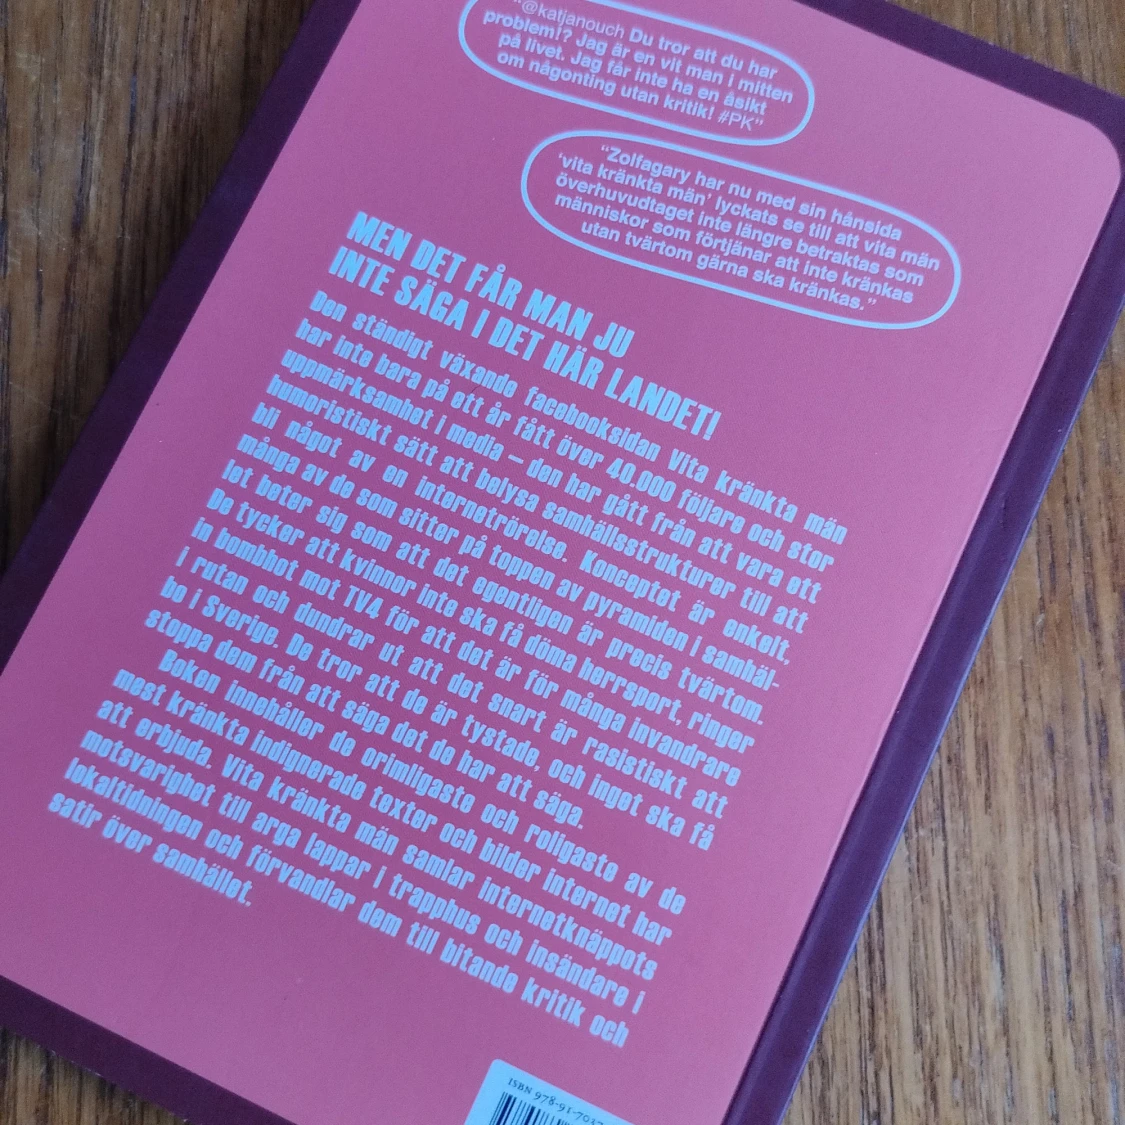 "@katjanouch Du tror att du har
problem!? Jag är en vit man i mitten
på livet. Jag får inte ha en åsikt
om någonting utan kritik! #PK"
"Zolfagary har nu med sin hånsida
'vita kränkta män' lyckats se till att vita män
överhuvudtaget inte längre betraktas som
människor som förtjänar att inte kränkas
utan tvärtom gärna ska kränkas."
MEN DET FÅR MAN JU
INTE SÄGA I DET HÄR LANDET!
Den ständigt växande facebooksidan Vita kränkta män
har inte bara på ett år fått över 40.000 följare och stor
uppmärksamhet i media – den har gått från att vara ett
humoristiskt sätt att belysa samhällsstrukturer till att
bli något av en internetrörelse. Konceptet är enkelt,
många av de som sitter på toppen av pyramiden i samhäl-
let beter sig som att det egentligen är precis tvärtom.
De tycker att kvinnor inte ska få döma herrsport, ringer
in bombhot mot TV4 för att det är för många invandrare
i rutan och dundrar ut att det snart är rasistiskt att
bo i Sverige. De tror att de är tystade, och inget ska få
stoppa dem från att säga det de har att säga.
Boken innehåller de orimligaste och roligaste av de
mest kränkta indignerade texter och bilder internet har
att erbjuda. Vita kränkta män samlar internetknäppots
motsvarighet till arga lappar i trapphus och insändare i
lokaltidningen och förvandlar dem till bitande kritik och
satir över samhället.
ISBN 978-91-7037